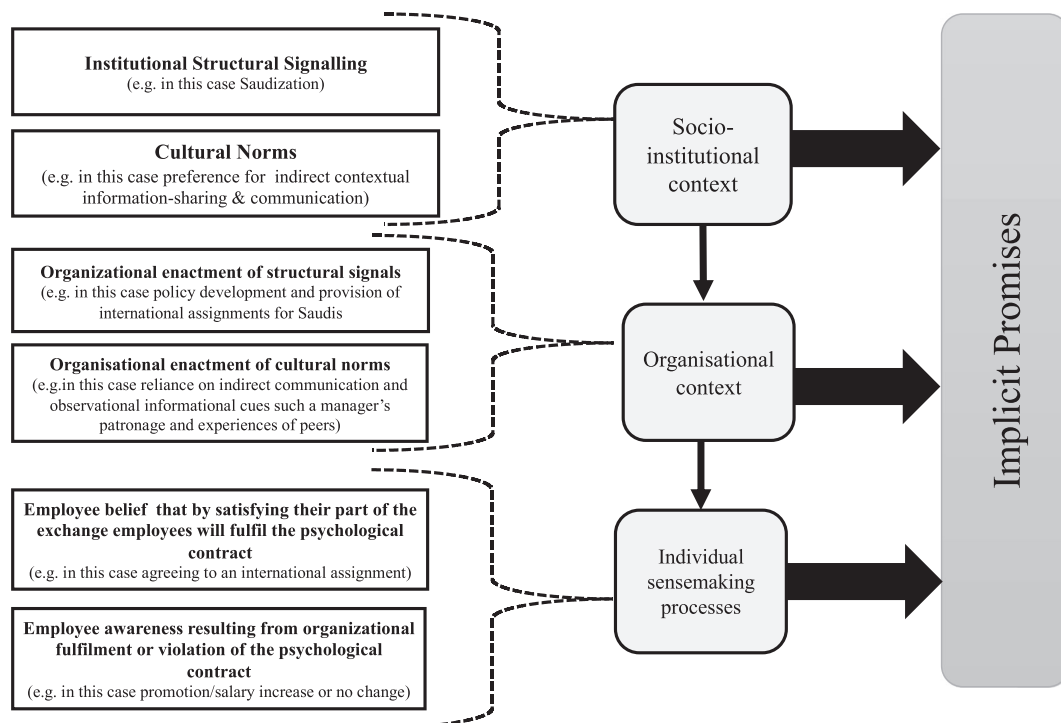 Institutional Structural Signalling
(e.g. in this case Saudization)
Cultural Norms
(e.g. in this case preference for indirect contextual
information-sharing & communication)
Organizational enactment of structural signals
(e.g. in this case policy development and provision of
international assignments for Saudis
Organisational enactment of cultural norms
(e.g.in this case reliance on indirect communication and
observational informational cues such a manager’s
patronage and experiences of peers)
Employee belief that by satisfying their part of the
exchange employees will fulfil the psychological
contract
(e.g. in this case agreeing to an international assignment)
Employee awareness resulting from organizational
fulfilment or violation of the psychological
contract
(e.g. in this case promotion/salary increase or no change)
Socio-
institutional
context
Organisational
context
Individual
sensemaking
processes
Implicit Promises